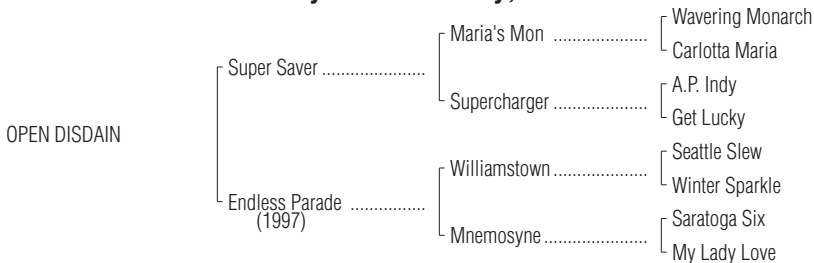 Wavering Monarch
Maria's Mon ....................
Carlotta Maria
Super Saver ......................
A.P. Indy
Supercharger ....................
Get Lucky
OPEN DISDAIN
Seattle Slew
Williamstown ....................
Winter Sparkle
Endless Parade ................
(1997)
Saratoga Six
Mnemosyne ......................
My Lady Love